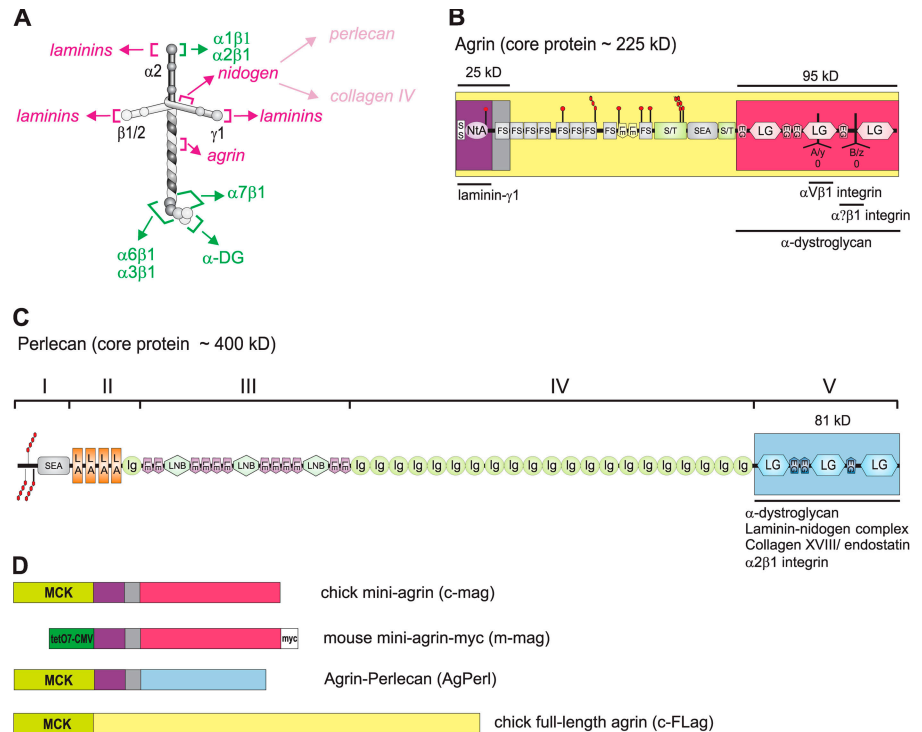 A
laminins
α1β1
α2β1
α2
nidogen
perlecan
collagen IV
laminins
β1/2
γ1
laminins
agrin
α7β1
α6β1
α3β1
α-DG
B
Agrin (core protein ~ 225 kD)
25 kD
95 kD
S
S
NtA
FS
FS
FS
FS
FS
FS
FS
FS
FS
FS
S/T
SEA
S/T
LG
LG
LG
A/y
0
B/z
0
laminin-γ1
αVβ1 integrin
α?β1 integrin
α-dystroglycan
C
Perlecan (core protein ~ 400 kD)
I
II
III
IV
V
81 kD
SEA
LA
LA
LA
LA
Ig
LNB
LNB
LNB
Ig Ig Ig Ig Ig Ig Ig Ig Ig Ig Ig Ig Ig Ig Ig Ig Ig Ig Ig Ig Ig
LG
LG
LG
α-dystroglycan
Laminin-nidogen complex
Collagen XVIII/ endostatin
α2β1 integrin
D
MCK
chick mini-agrin (c-mag)
tetO7-CMV
myc
mouse mini-agrin-myc (m-mag)
MCK
Agrin-Perlecan (AgPerl)
MCK
chick full-length agrin (c-FLag)